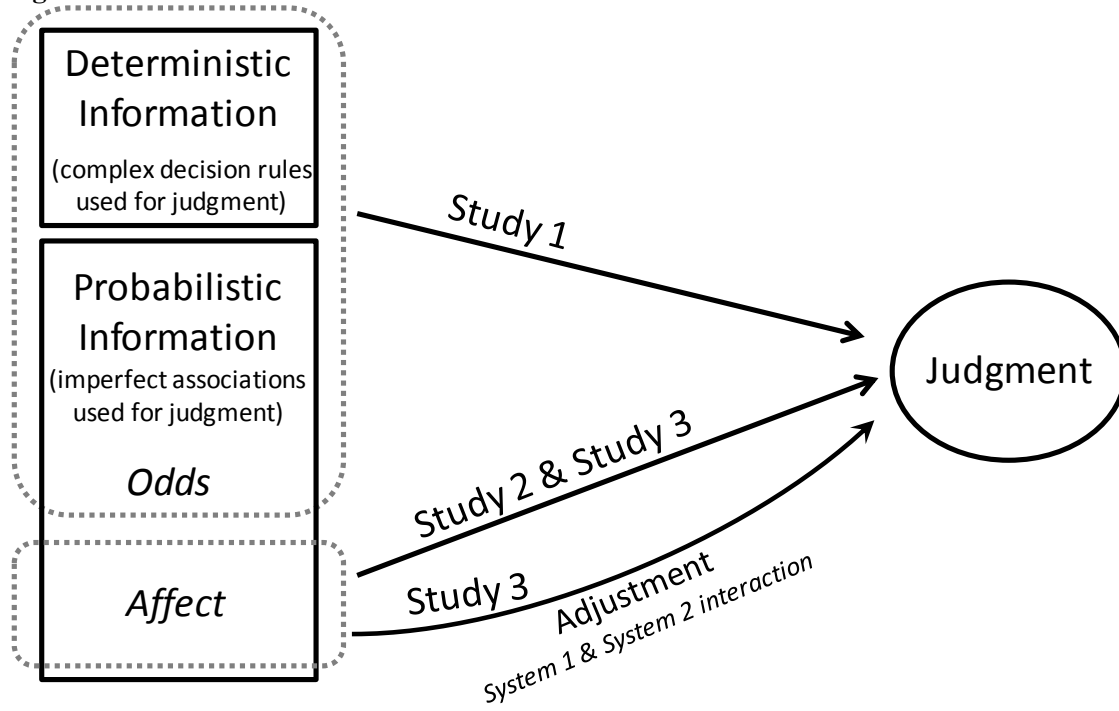 Deterministic
Information
(complex decision rules
used for judgment)
Probabilistic
Information
(imperfect associations
used for judgment)
Odds
Affect
Study 1
Study 2 & Study 3
Study 3
Adjustment
System 1 & System 2 interaction
Judgment